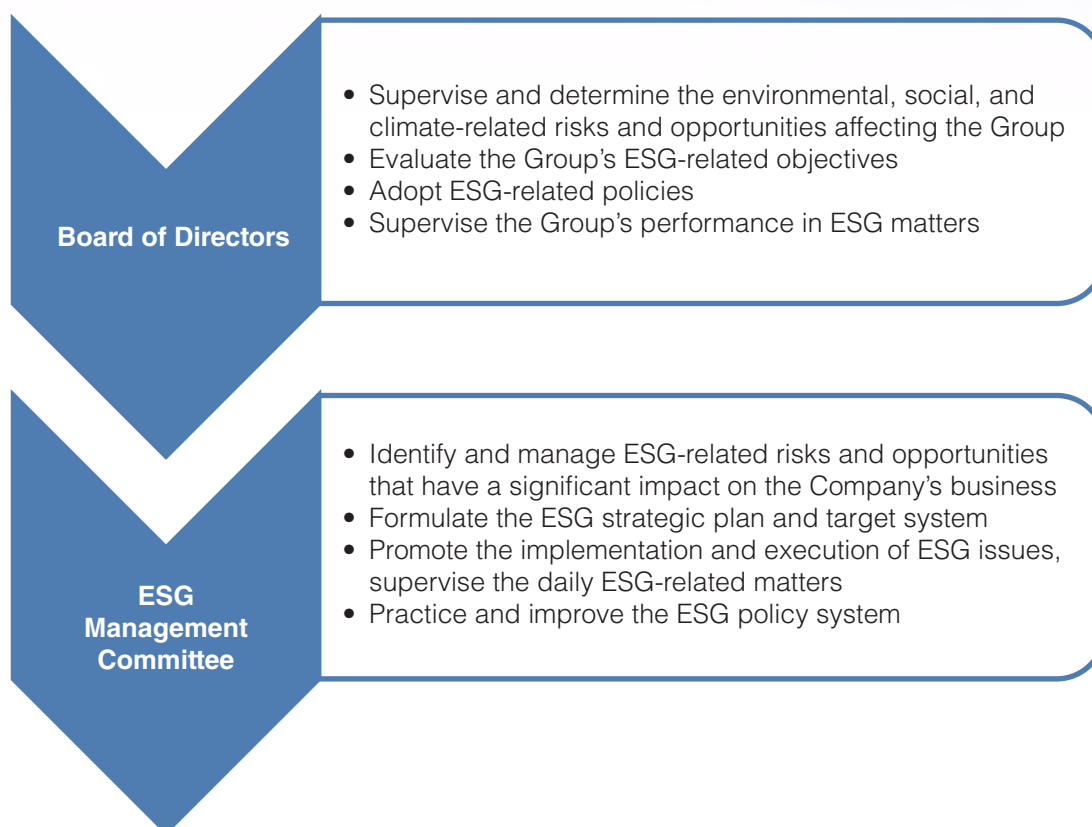 • Supervise and determine the environmental, social, and
climate-related risks and opportunities affecting the Group
• Evaluate the Group's ESG-related objectives
• Adopt ESG-related policies
• Supervise the Group's performance in ESG matters
Board of Directors
• Identify and manage ESG-related risks and opportunities
that have a significant impact on the Company's business
• Formulate the ESG strategic plan and target system
• Promote the implementation and execution of ESG issues,
supervise the daily ESG-related matters
• Practice and improve the ESG policy system
ESG
Management
Committee